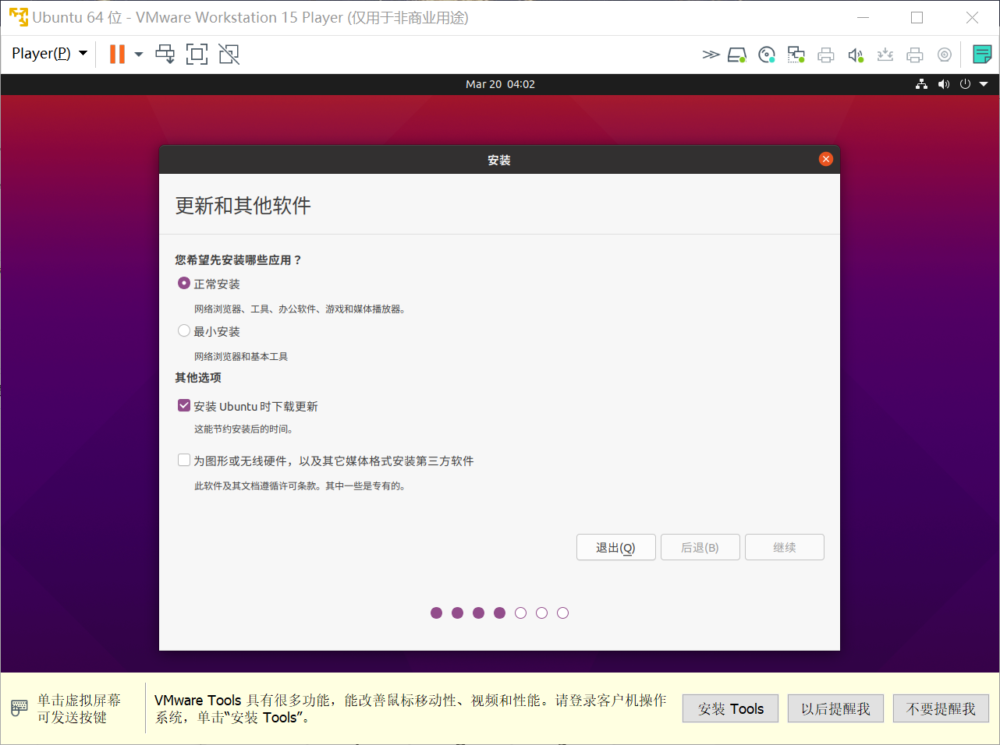 Ubuntu 64 位 - VMware Workstation 15 Player (仅用于非商业用途)
Player(P)
Mar 20 04:02
安装
更新和其他软件
您希望先安装哪些应用？
正常安装
网络浏览器、工具、办公软件、游戏和媒体播放器。
最小安装
网络浏览器和基本工具
其他选项
安装 Ubuntu 时下载更新
这能节约安装后的时间。
为图形或无线硬件，以及其它媒体格式安装第三方软件
此软件及其文档遵循许可条款。其中一些是专有的。
退出(Q) 后退(B) 继续
单击虚拟屏幕
可发送按键
VMware Tools 具有很多功能，能改善鼠标移动性、视频和性能。请登录客户机操作
系统，单击“安装 Tools”。
安装 Tools 以后提醒我 不要提醒我